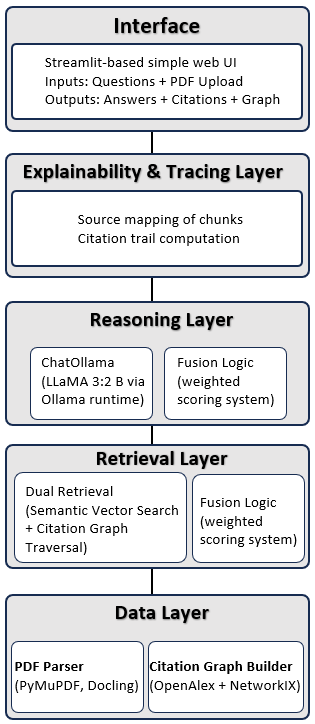 Interface
Streamlit-based simple web UI
Inputs: Questions + PDF Upload
Outputs: Answers + Citations + Graph
Explainability & Tracing Layer
Source mapping of chunks
Citation trail computation
Reasoning Layer
ChatOllama
(LLaMA 3:2 B via
Ollama runtime)
Fusion Logic
(weighted
scoring system)
Retrieval Layer
Dual Retrieval
(Semantic Vector Search
+ Citation Graph
Traversal)
Fusion Logic
(weighted
scoring system)
Data Layer
PDF Parser
(PyMuPDF, Docling)
Citation Graph Builder
(OpenAlex + NetworkIX)